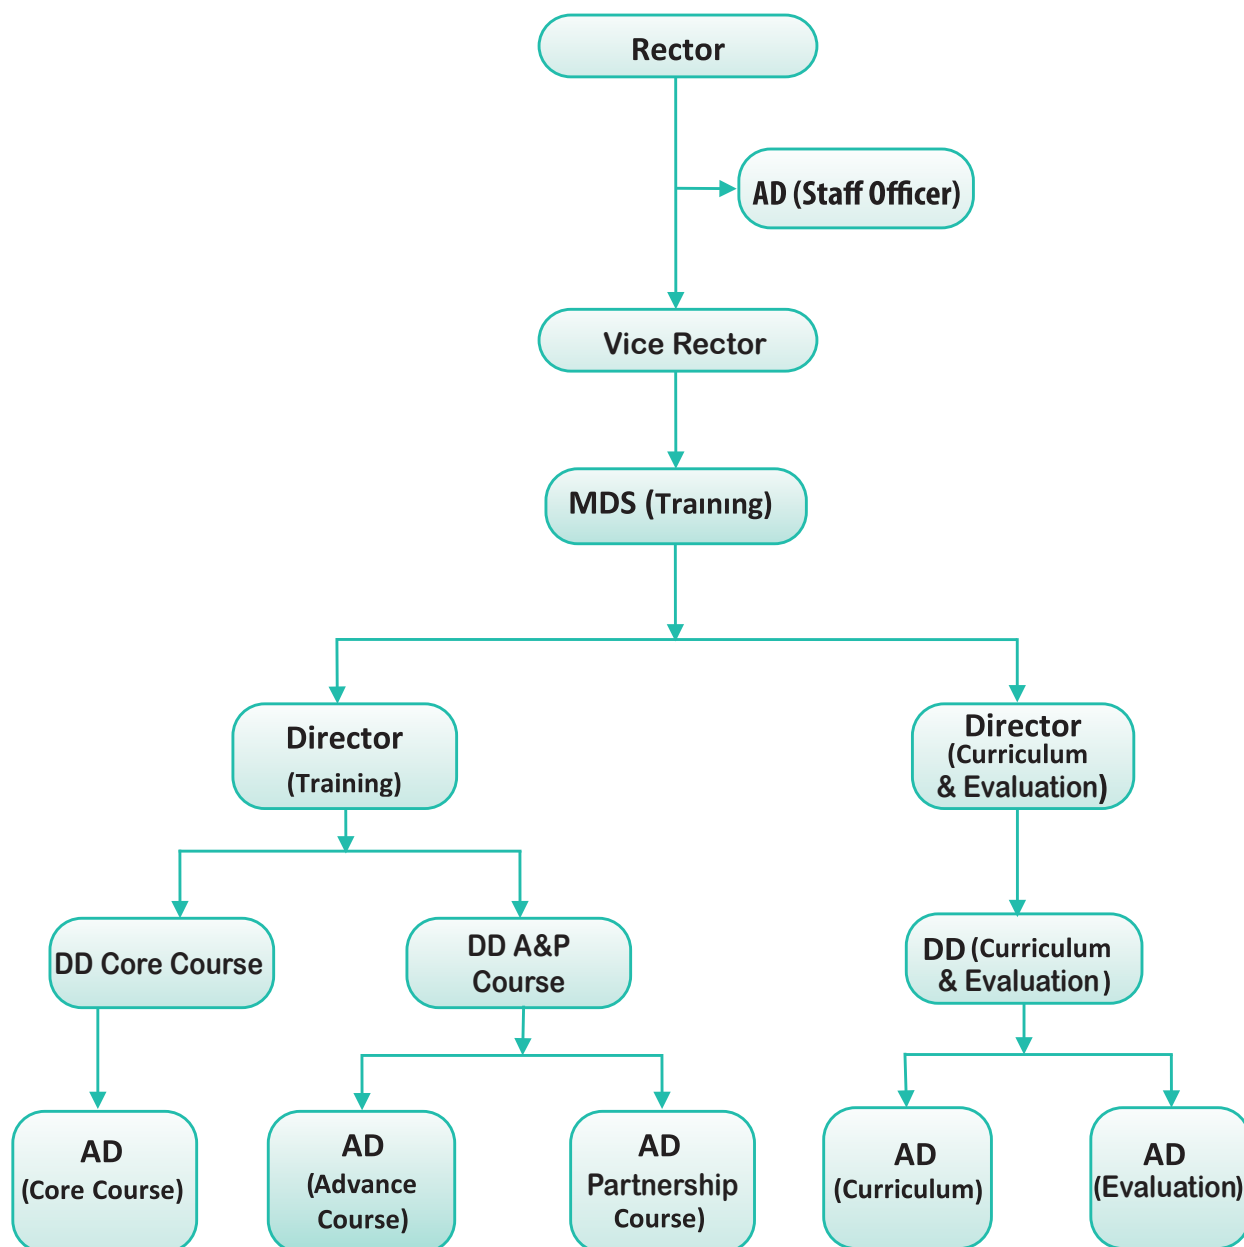 Rector
AD (Staff Officer)
Vice Rector
MDS (Traınıng)
Director
(Training)
Director
(Curriculum
& Evaluation)
DD Core Course
DD A&P
Course
DD (Curriculum
& Evaluation)
AD
(Core Course)
AD
(Advance
Course)
AD
Partnership
Course)
AD
(Curriculum)
AD
(Evaluation)